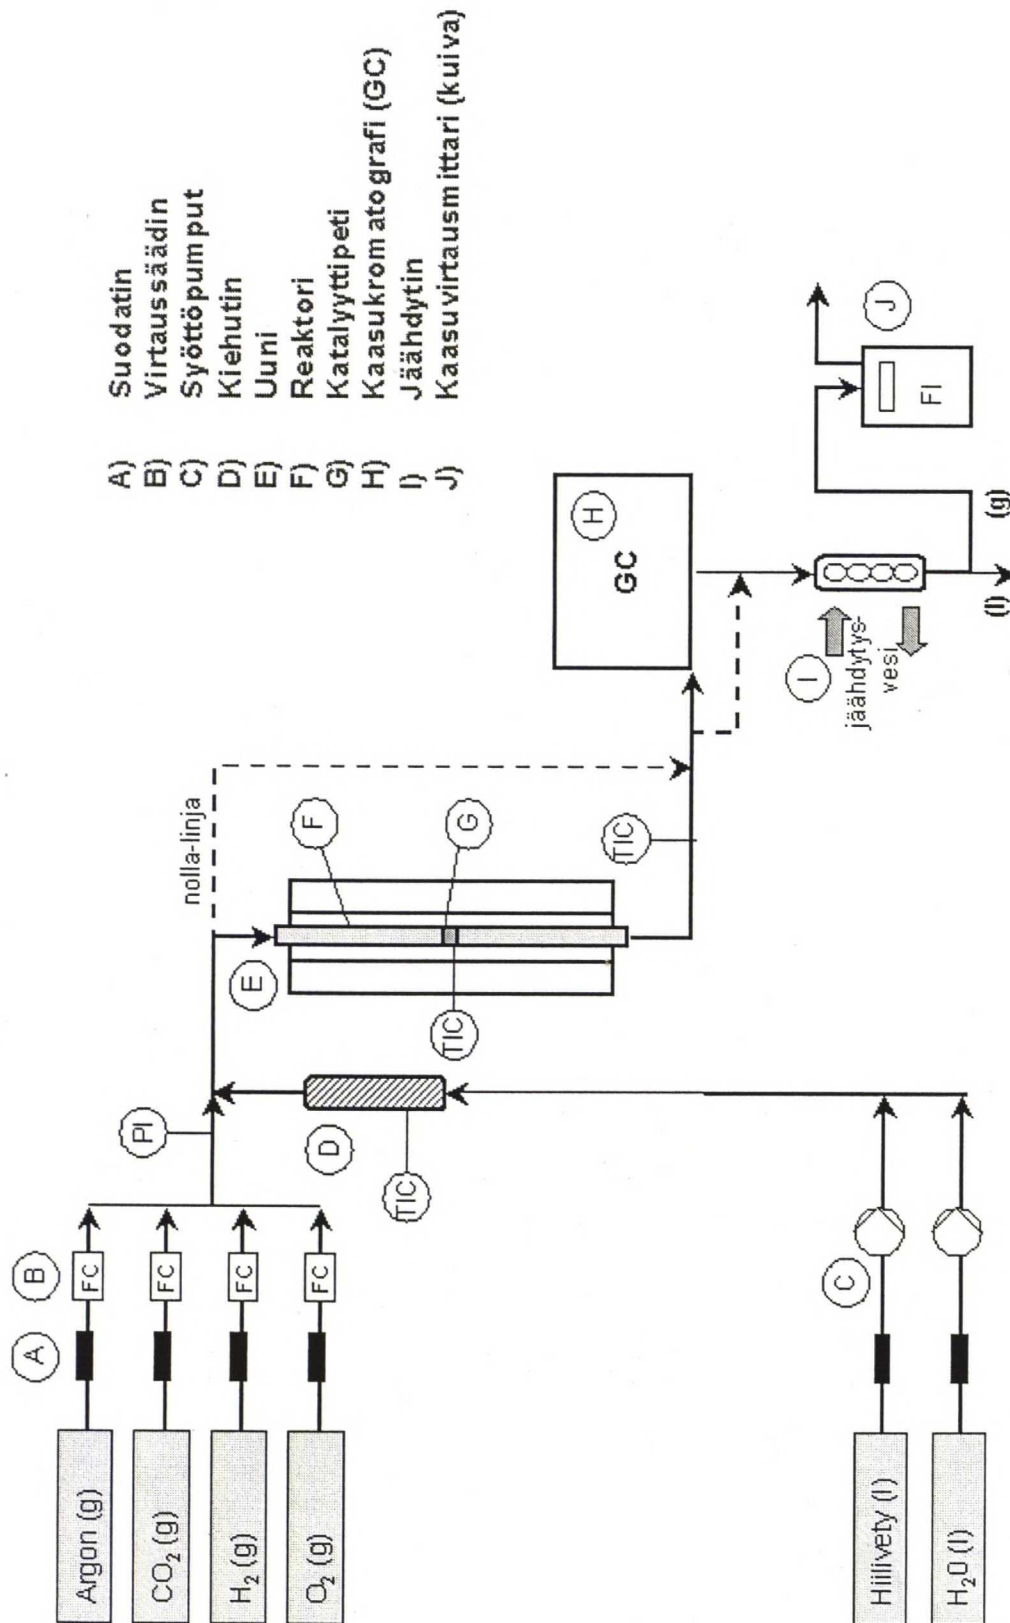 A) Suodatin
B) Virtaussäädin
C) Syöttöpumput
D) Kiehutin
E) Uuni
F) Reaktori
G) Katalyyttipeti
H) Kaasukromatografi (GC)
I) Jäähdytin
J) Kaasuvirtausmittari (kuiva)
A
B
Argon (g)
FC
CO₂ (g)
FC
H₂ (g)
FC
O₂ (g)
FC
PI
nolla-linja
E
F
G
TIC
D
TIC
TIC
H
GC
I
jäähdytys-
vesi
J
FI
(l)
(g)
C
Hiilivety (l)
H₂0 (l)